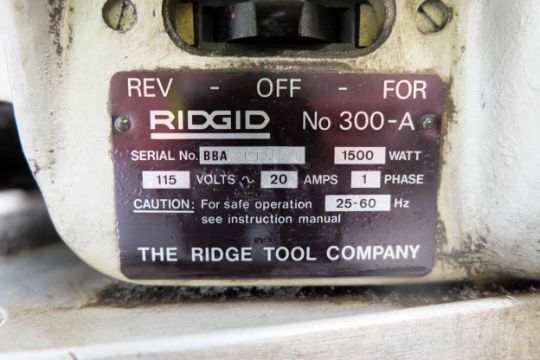 REV - OFF - FOR
RIDGID No 300-A
SERIAL No. BBA 1500 WATT
115 VOLTS ~ 20 AMPS 1 PHASE
CAUTION: For safe operation 25-60 Hz
see instruction manual
THE RIDGE TOOL COMPANY